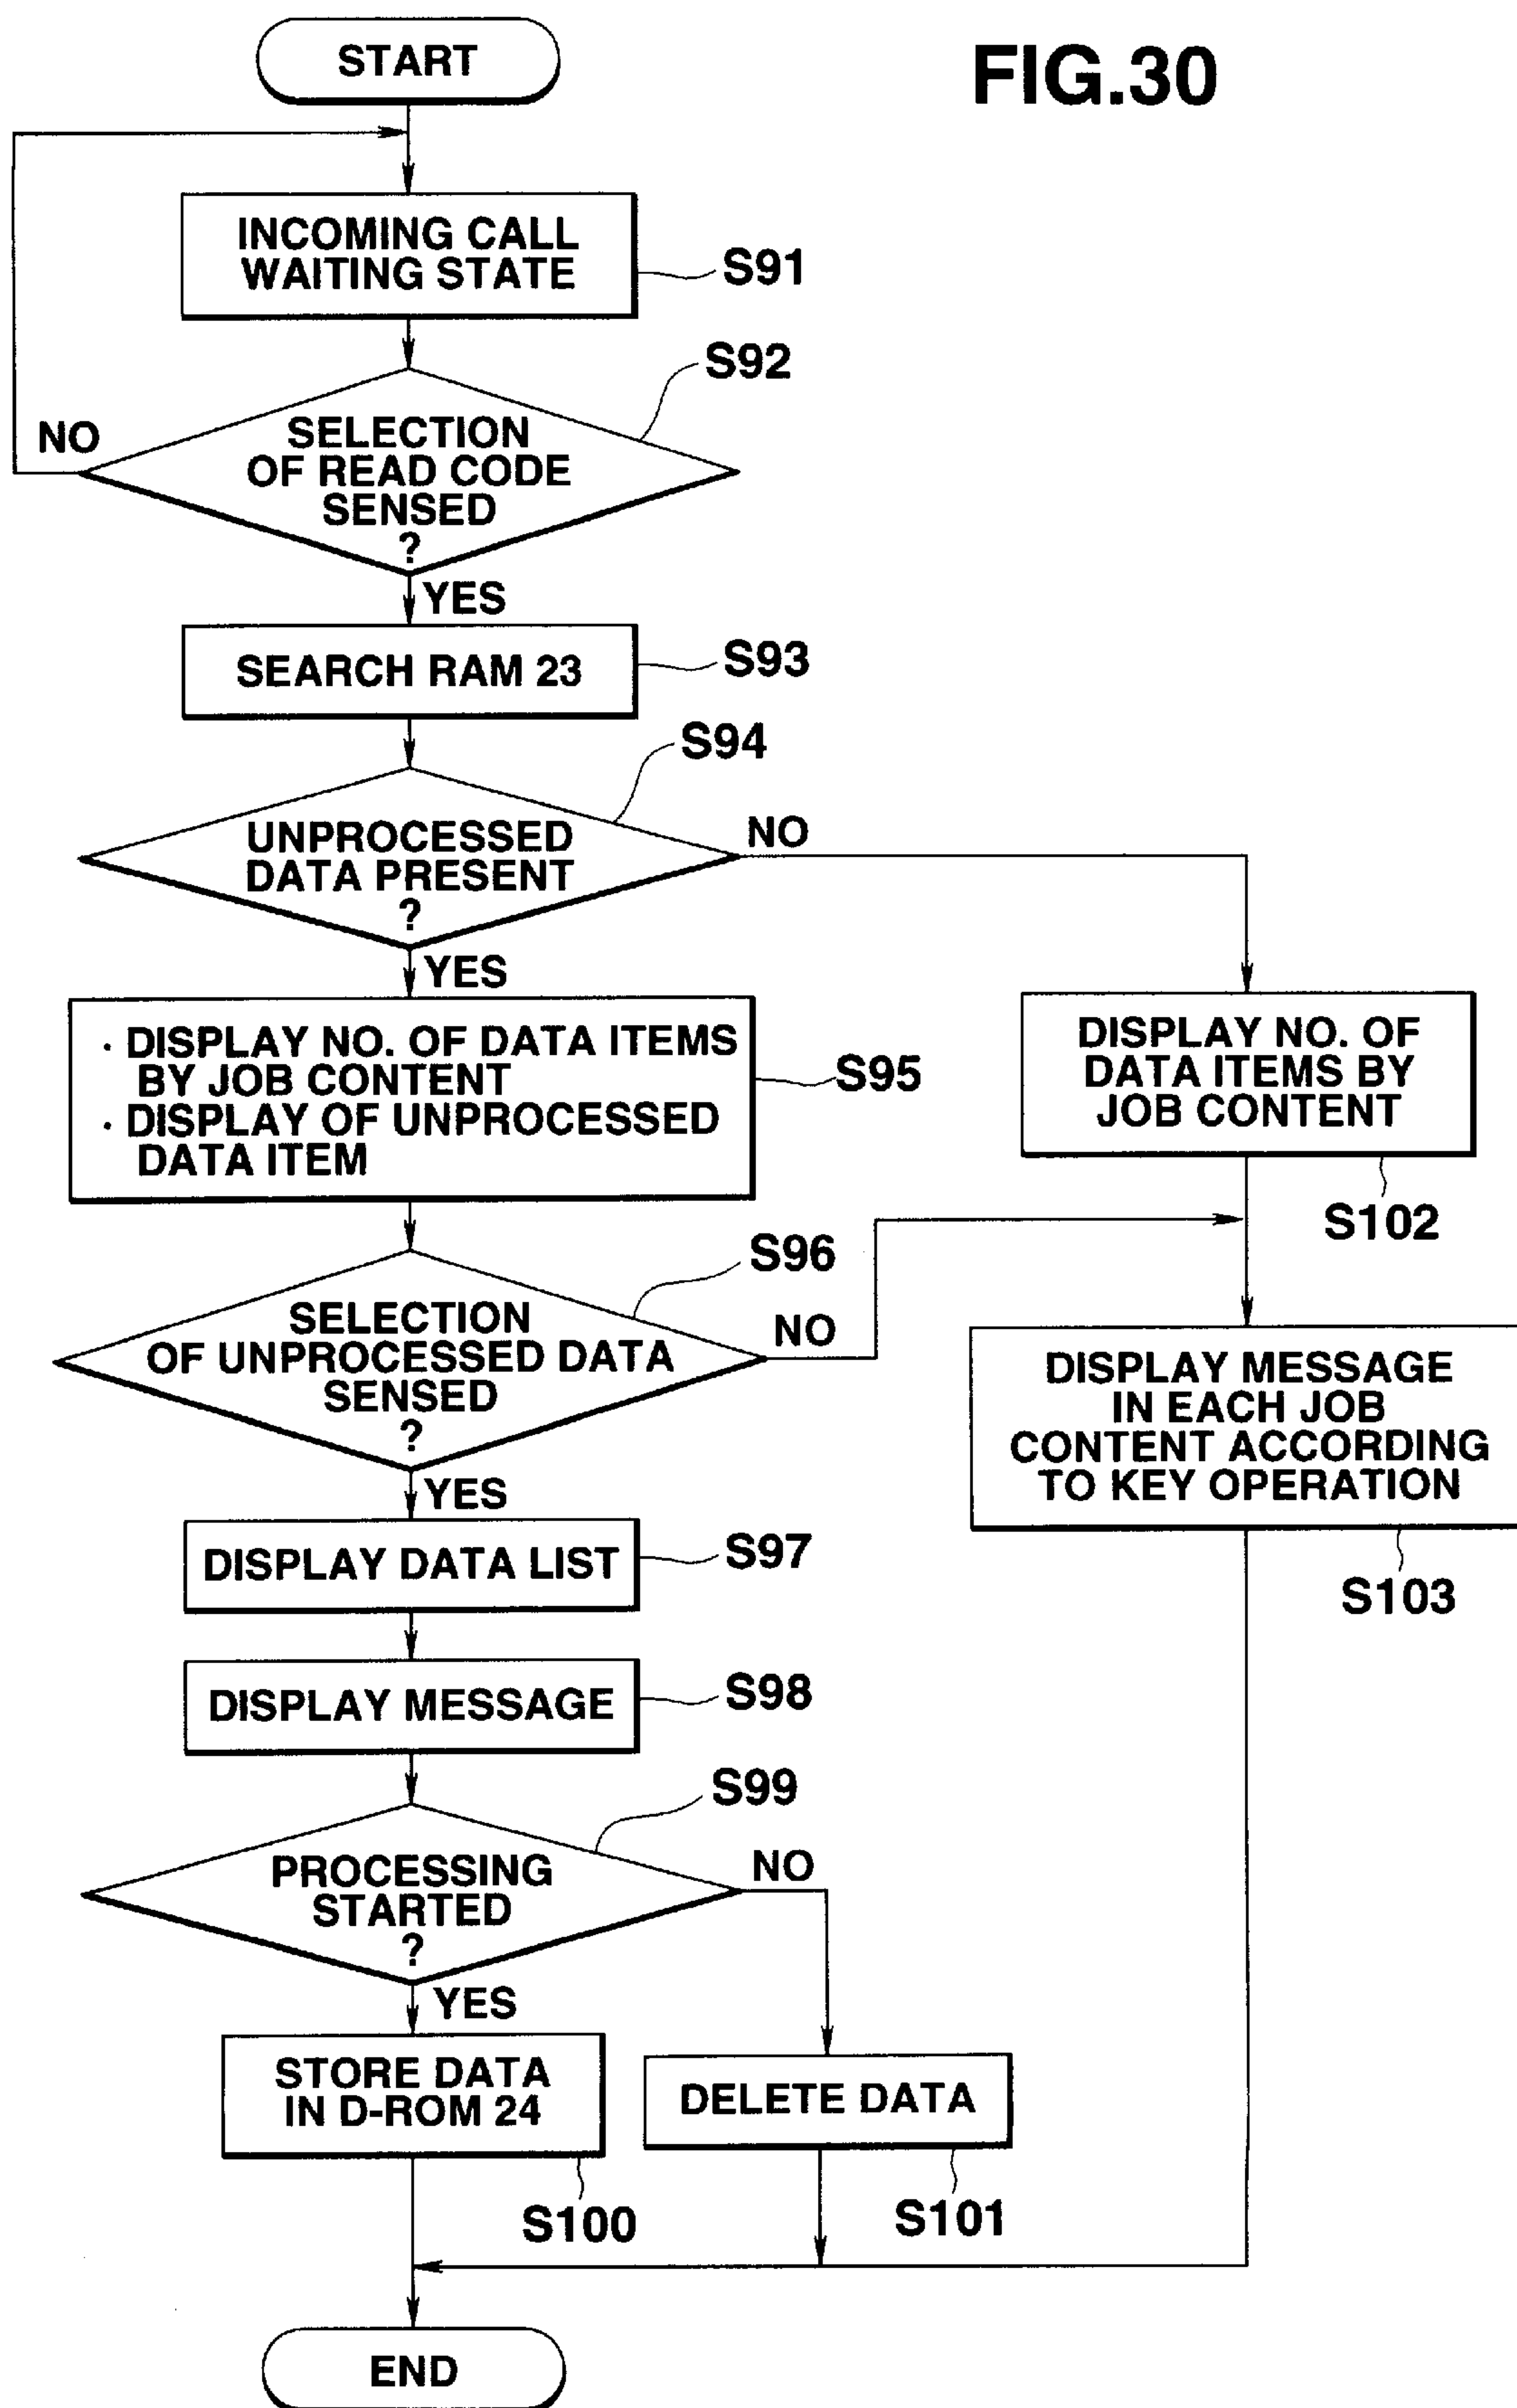 START
FIG.30
INCOMING CALL
WAITING STATE
S91
S92
NO
SELECTION
OF READ CODE
SENSED
?
YES
SEARCH RAM 23
S93
S94
UNPROCESSED
DATA PRESENT
?
NO
YES
· DISPLAY NO. OF DATA ITEMS
BY JOB CONTENT
· DISPLAY OF UNPROCESSED
DATA ITEM
S95
DISPLAY NO. OF
DATA ITEMS BY
JOB CONTENT
S102
S96
SELECTION
OF UNPROCESSED DATA
SENSED
?
NO
YES
DISPLAY MESSAGE
IN EACH JOB
CONTENT ACCORDING
TO KEY OPERATION
S103
DISPLAY DATA LIST
S97
DISPLAY MESSAGE
S98
S99
PROCESSING
STARTED
?
NO
YES
STORE DATA
IN D-ROM 24
S100
DELETE DATA
S101
END